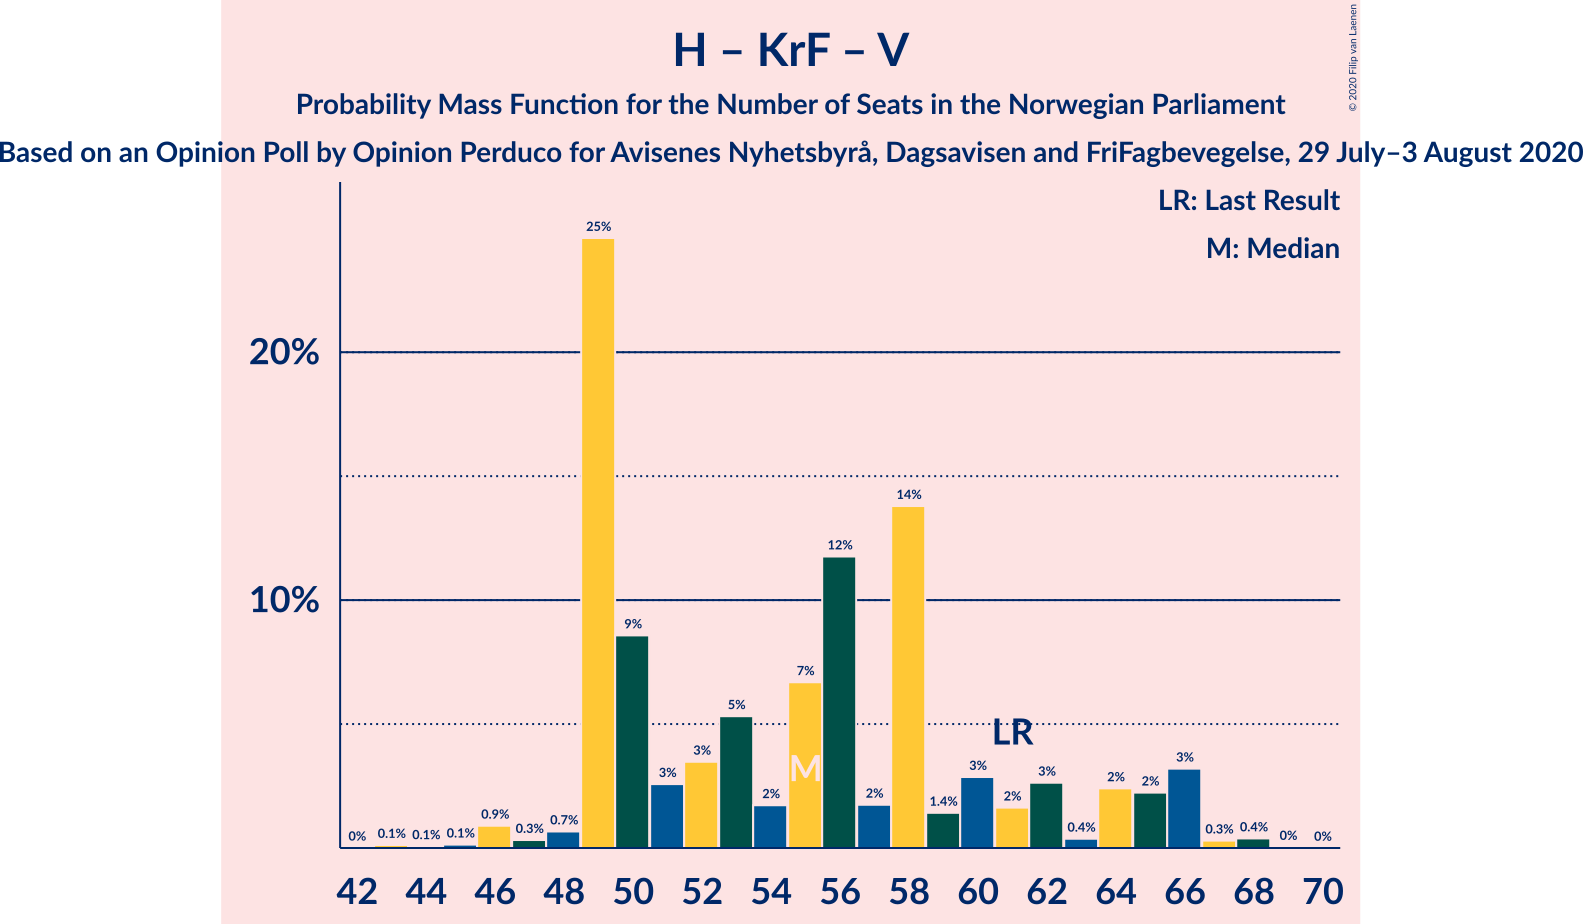 H – KrF – V
Probability Mass Function for the Number of Seats in the Norwegian Parliament
Based on an Opinion Poll by Opinion Perduco for Avisenes Nyhetsbyrå, Dagsavisen and FriFagbevegelse, 29 July–3 August 2020
© 2020 Filip van Laenen
LR: Last Result
M: Median
20%
10%
0% 0.1% 0.1% 0.1% 0.9% 0.3% 0.7% 25% 9% 3% 3% 5% 2% 7% 12% 2% 14% 1.4% 3% 2% 3% 0.4% 2% 2% 3% 0.3% 0.4% 0% 0%
M
LR
42 44 46 48 50 52 54 56 58 60 62 64 66 68 70